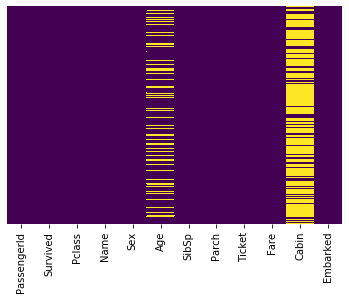 PassengerId
Survived
Pclass
Name
Sex
Age
SibSp
Parch
Ticket
Fare
Cabin
Embarked